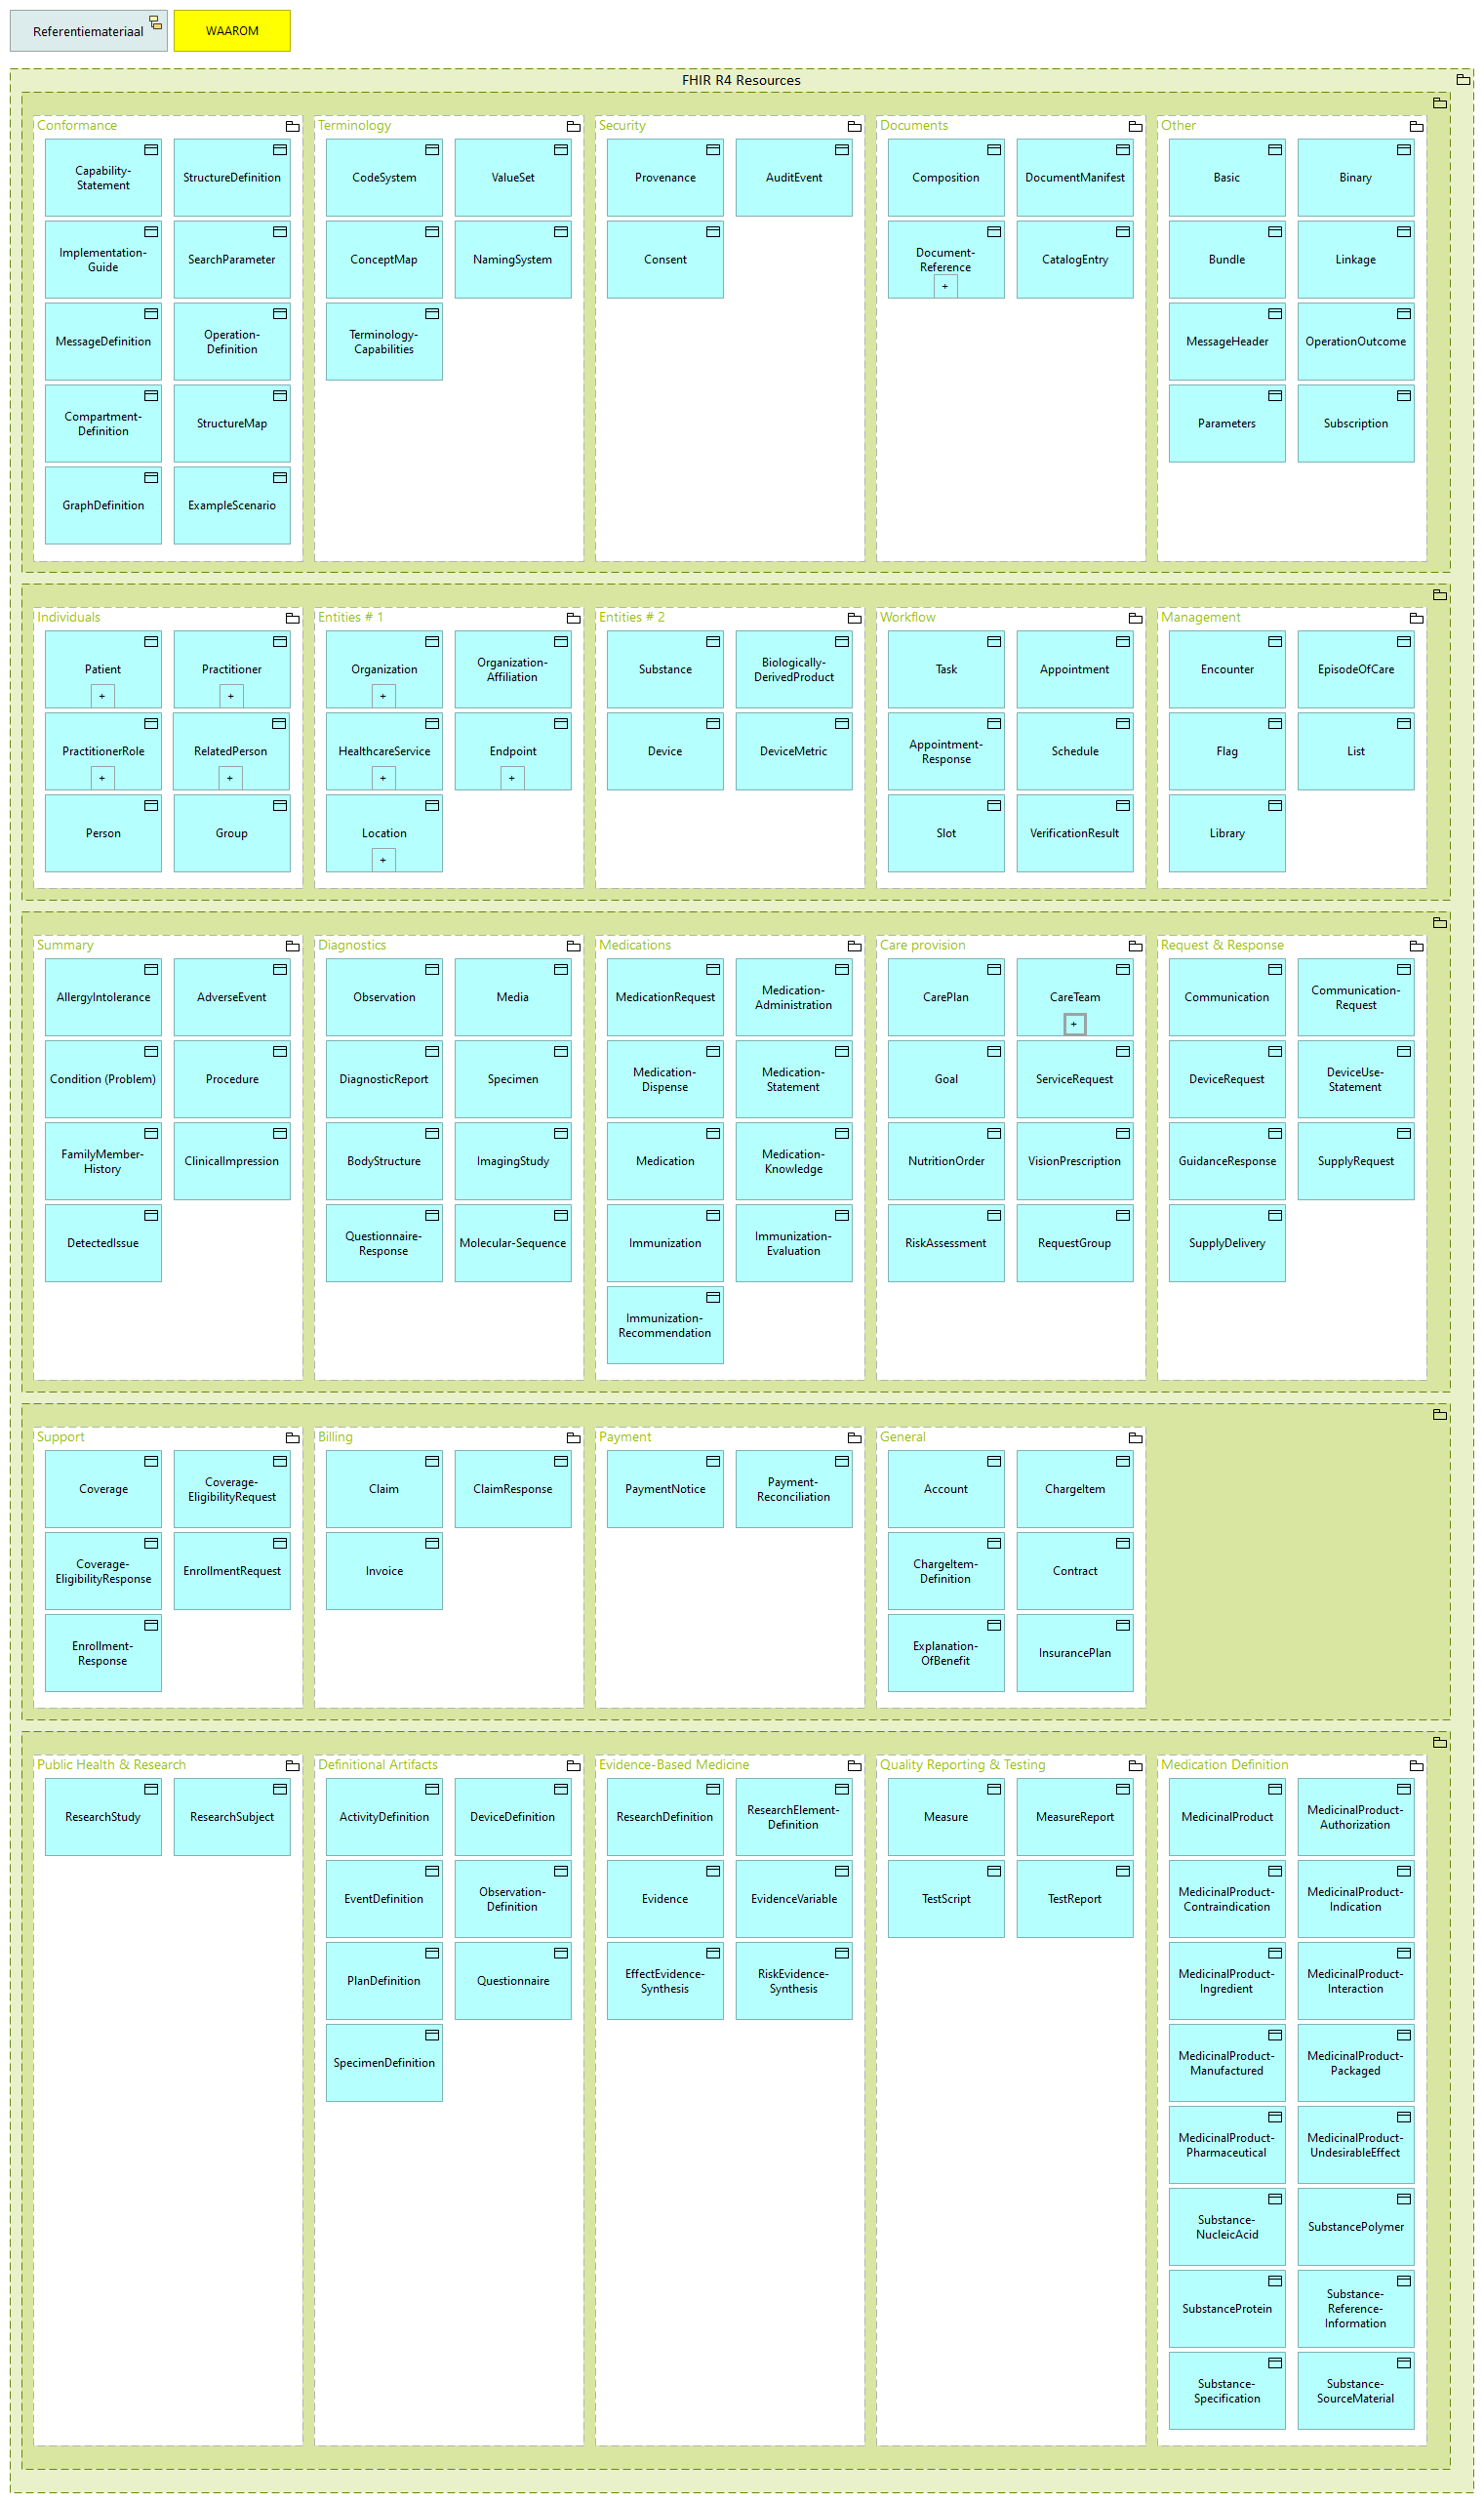 Referentiemateriaal
WAAROM
FHIR R4 Resources
Conformance
Capability-
Statement
StructureDefinition
Implementation-
Guide
SearchParameter
MessageDefinition
Operation-
Definition
Compartment-
Definition
StructureMap
GraphDefinition
ExampleScenario
Terminology
CodeSystem
ValueSet
ConceptMap
NamingSystem
Terminology-
Capabilities
Security
Provenance
AuditEvent
Consent
Documents
Composition
DocumentManifest
Document-
Reference
+
CatalogEntry
Other
Basic
Binary
Bundle
Linkage
MessageHeader
OperationOutcome
Parameters
Subscription
Individuals
Patient
+
Practitioner
+
PractitionerRole
+
RelatedPerson
+
Person
Group
Entities # 1
Organization
+
Organization-
Affiliation
HealthcareService
+
Endpoint
+
Location
+
Entities # 2
Substance
Biologically-
DerivedProduct
Device
DeviceMetric
Workflow
Task
Appointment
Appointment-
Response
Schedule
Slot
VerificationResult
Management
Encounter
EpisodeOfCare
Flag
List
Library
Summary
AllergyIntolerance
AdverseEvent
Condition (Problem)
Procedure
FamilyMember-
History
ClinicalImpression
DetectedIssue
Diagnostics
Observation
Media
DiagnosticReport
Specimen
BodyStructure
ImagingStudy
Questionnaire-
Response
Molecular-Sequence
Medications
MedicationRequest
Medication-
Administration
Medication-
Dispense
Medication-
Statement
Medication
Medication-
Knowledge
Immunization
Immunization-
Evaluation
Immunization-
Recommendation
Care provision
CarePlan
CareTeam
+
Goal
ServiceRequest
NutritionOrder
VisionPrescription
RiskAssessment
RequestGroup
Request & Response
Communication
Communication-
Request
DeviceRequest
DeviceUse-
Statement
GuidanceResponse
SupplyRequest
SupplyDelivery
Support
Coverage
Coverage-
EligibilityRequest
Coverage-
EligibilityResponse
EnrollmentRequest
Enrollment-
Response
Billing
Claim
ClaimResponse
Invoice
Payment
PaymentNotice
Payment-
Reconciliation
General
Account
ChargeItem
ChargeItem-
Definition
Contract
Explanation-
OfBenefit
InsurancePlan
Public Health & Research
ResearchStudy
ResearchSubject
Definitional Artifacts
ActivityDefinition
DeviceDefinition
EventDefinition
Observation-
Definition
PlanDefinition
Questionnaire
SpecimenDefinition
Evidence-Based Medicine
ResearchDefinition
ResearchElement-
Definition
Evidence
EvidenceVariable
EffectEvidence-
Synthesis
RiskEvidence-
Synthesis
Quality Reporting & Testing
Measure
MeasureReport
TestScript
TestReport
Medication Definition
MedicinalProduct
MedicinalProduct-
Authorization
MedicinalProduct-
Contraindication
MedicinalProduct-
Indication
MedicinalProduct-
Ingredient
MedicinalProduct-
Interaction
MedicinalProduct-
Manufactured
MedicinalProduct-
Packaged
MedicinalProduct-
Pharmaceutical
MedicinalProduct-
UndesirableEffect
Substance-
NucleicAcid
SubstancePolymer
SubstanceProtein
Substance-
Reference-
Information
Substance-
Specification
Substance-
SourceMaterial